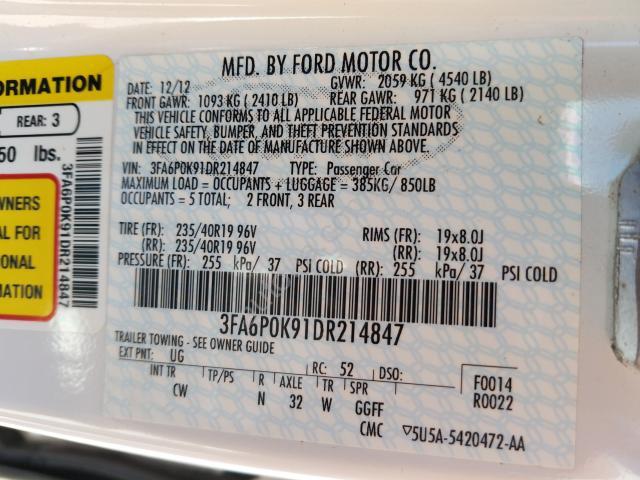 ORMATION
REAR: 3
50 lbs.
WNERS
AL FOR
ONAL
MATION
3FA6P0K91DR214847
MFD. BY FORD MOTOR CO.
DATE: 12/12
GVWR: 2059 KG ( 4540 LB)
FRONT GAWR: 1093 KG ( 2410 LB)
REAR GAWR: 971 KG ( 2140 LB)
THIS VEHICLE CONFORMS TO ALL APPLICABLE FEDERAL MOTOR
VEHICLE SAFETY, BUMPER, AND THEFT PREVENTION STANDARDS
IN EFFECT ON THE DATE OF MANUFACTURE SHOWN ABOVE.
VIN: 3FA6P0K91DR214847 TYPE: Passenger Car
MAXIMUM LOAD = OCCUPANTS + LUGGAGE = 385KG/ 850LB
OCCUPANTS = 5 TOTAL: 2 FRONT, 3 REAR
TIRE (FR): 235/40R19 96V RIMS (FR): 19x8.0J
(RR): 235/40R19 96V (RR): 19x8.0J
PRESSURE (FR): 255 kPa/ 37 PSI COLD (RR): 255 kPa/ 37 PSI COLD
3FA6P0K91DR214847
TRAILER TOWING - SEE OWNER GUIDE
EXT PNT: UG RC: 52 DSO: F0014
INT TR TP/PS R AXLE TR SPR R0022
CW N 32 W GGFF
CMC ▽5U5A-5420472-AA